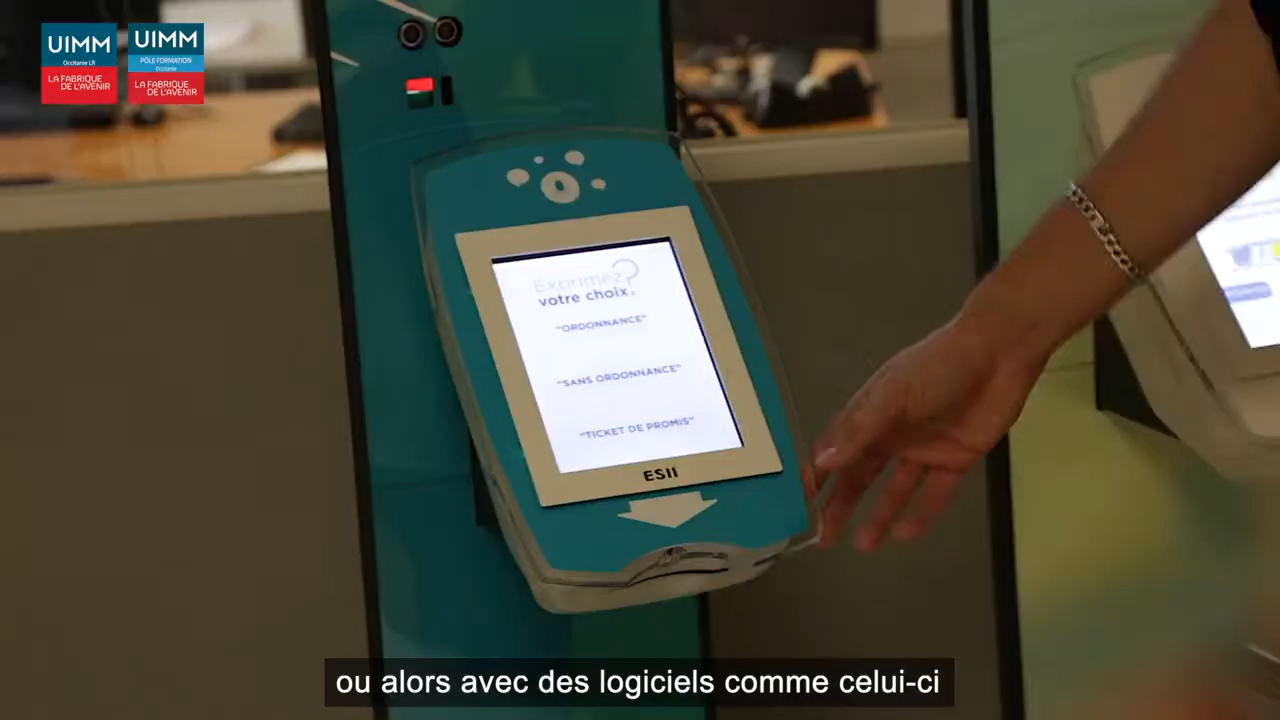 UIMM
Occitanie LR
LA FABRIQUE
DE L'AVENIR
UIMM
PÔLE FORMATION
Occitanie
LA FABRIQUE
DE L'AVENIR
Exprimez
votre choix.
"ORDONNANCE"
"SANS ORDONNANCE"
"TICKET DE PROMIS"
ESII
ou alors avec des logiciels comme celui-ci